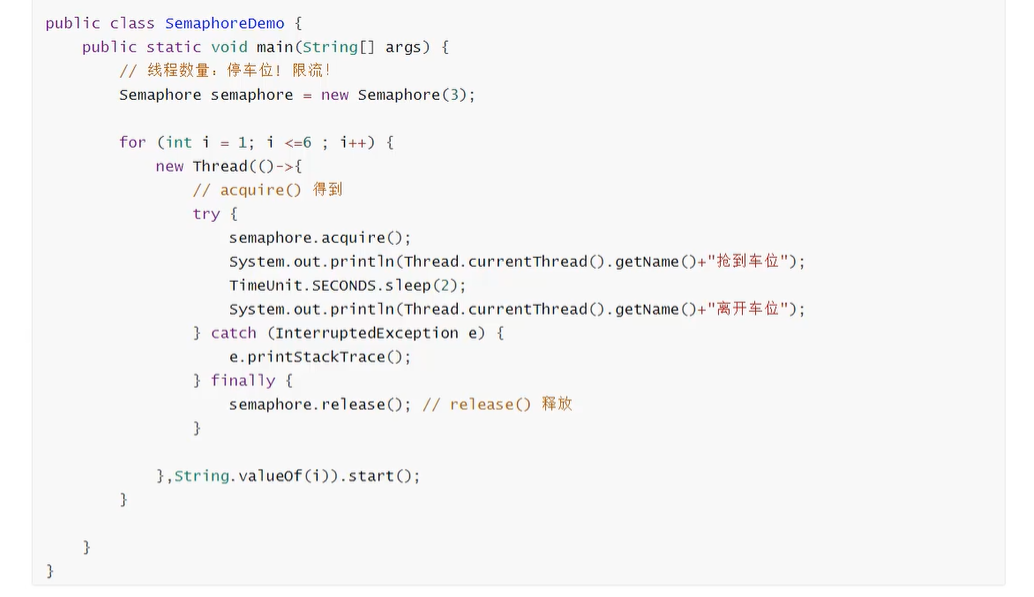 public class SemaphoreDemo {
    public static void main(String[] args) {
        // 线程数量：停车位！限流！
        Semaphore semaphore = new Semaphore(3);

        for (int i = 1; i <=6 ; i++) {
            new Thread(()->{
                // acquire() 得到
                try {
                    semaphore.acquire();
                    System.out.println(Thread.currentThread().getName()+"抢到车位");
                    TimeUnit.SECONDS.sleep(2);
                    System.out.println(Thread.currentThread().getName()+"离开车位");
                } catch (InterruptedException e) {
                    e.printStackTrace();
                } finally {
                    semaphore.release(); // release() 释放
                }

            },String.valueOf(i)).start();
        }

    }
}